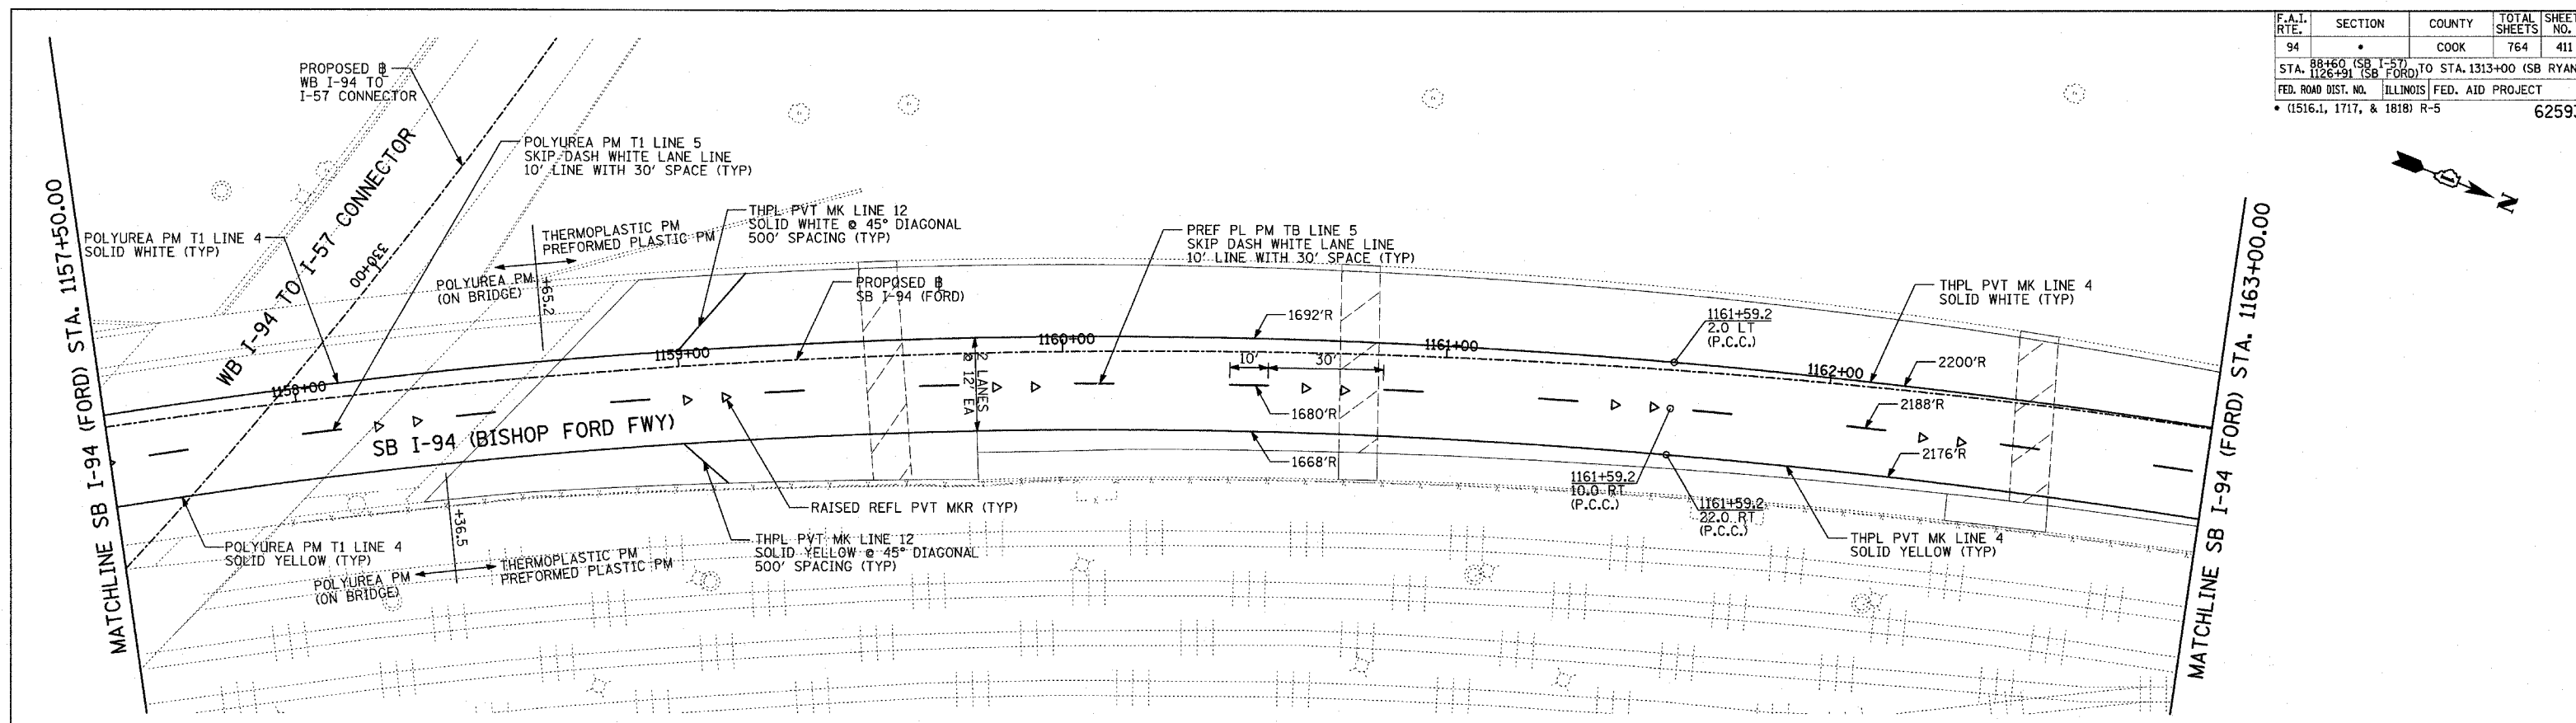 F.A.I. RTE. SECTION COUNTY TOTAL SHEETS SHEET NO.
94 • COOK 764 411
STA. 88+60 (SB I-57) 1126+91 (SB FORD) TO STA. 1313+00 (SB RYAN
FED. ROAD DIST. NO. ILLINOIS FED. AID PROJECT
• (1516.1, 1717, & 1818) R-5
6259
N
MATCHLINE SB I-94 (FORD) STA. 1157+50.00
PROPOSED ℄
WB I-94 TO
I-57 CONNECTOR
WB I-94 TO I-57 CONNECTOR
330+00
POLYUREA PM T1 LINE 5
SKIP-DASH WHITE LANE LINE
10' LINE WITH 30' SPACE (TYP)
POLYUREA PM T1 LINE 4
SOLID WHITE (TYP)
THERMOPLASTIC PM
PREFORMED PLASTIC PM
POLYUREA PM
(ON BRIDGE)
+65.2
THPL PVT MK LINE 12
SOLID WHITE @ 45° DIAGONAL
500' SPACING (TYP)
PROPOSED ℄
SB I-94 (FORD)
PREF PL PM TB LINE 5
SKIP DASH WHITE LANE LINE
10' LINE WITH 30' SPACE (TYP)
1692'R
1161+59.2
2.0 LT
(P.C.C.)
THPL PVT MK LINE 4
SOLID WHITE (TYP)
2200'R
1158+00
1159+00
1160+00
1161+00
1162+00
2 LANES
@ 12' EA
10'
30'
1680'R
1668'R
2188'R
2176'R
SB I-94 (BISHOP FORD FWY)
1161+59.2
10.0 RT
(P.C.C.)
1161+59.2
22.0 RT
(P.C.C.)
THPL PVT MK LINE 4
SOLID YELLOW (TYP)
RAISED REFL PVT MKR (TYP)
THPL PVT MK LINE 12
SOLID YELLOW @ 45° DIAGONAL
500' SPACING (TYP)
+36.5
POLYUREA PM T1 LINE 4
SOLID YELLOW (TYP)
POLYUREA PM
(ON BRIDGE)
THERMOPLASTIC PM
PREFORMED PLASTIC PM
MATCHLINE SB I-94 (FORD) STA. 1163+00.00